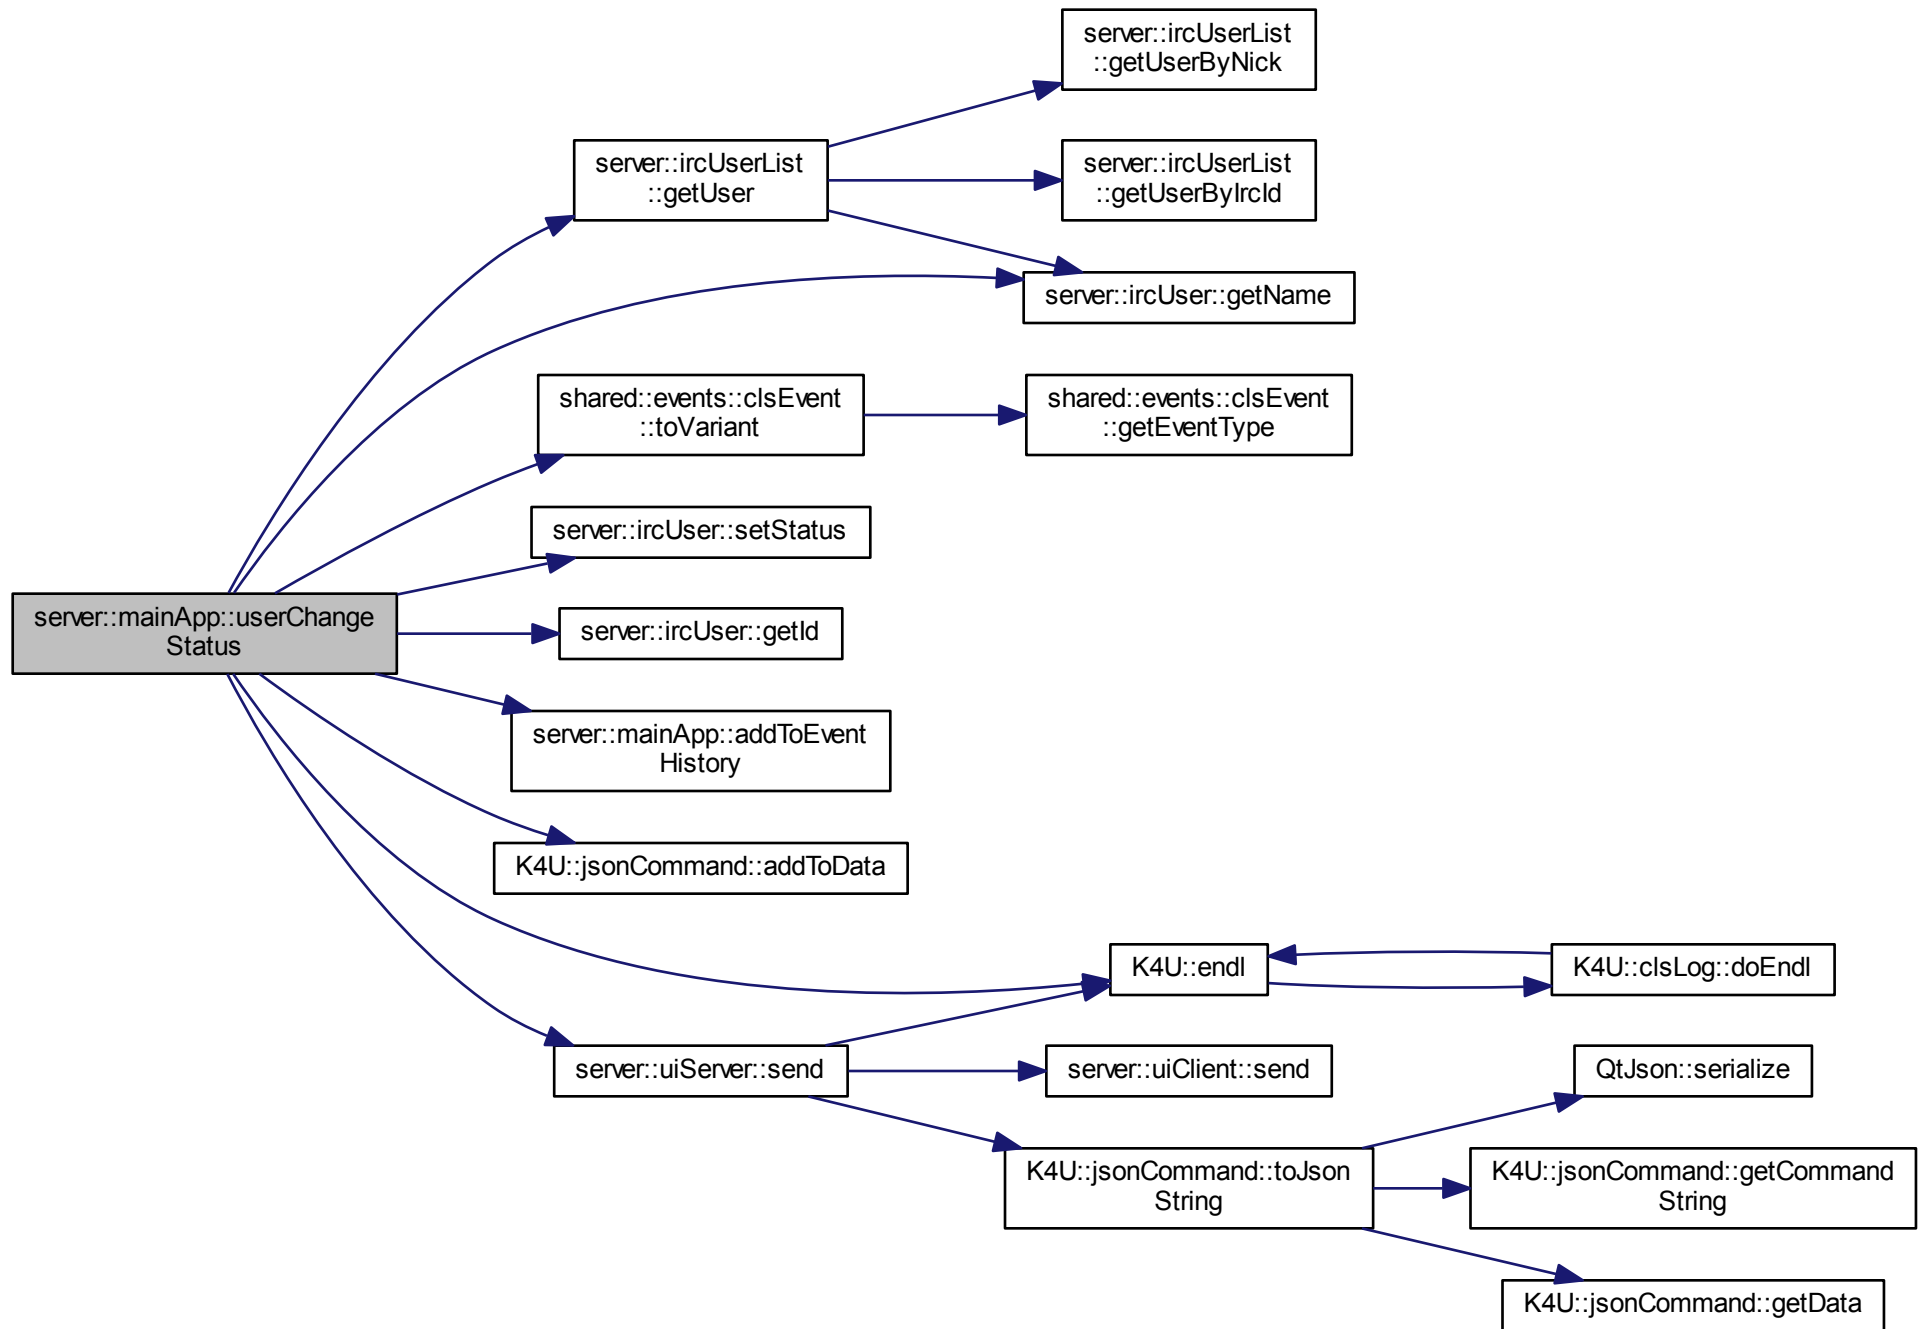 server::ircUserList
::getUserByNick
server::ircUserList
::getUser
server::ircUserList
::getUserByIrcId
server::ircUser::getName
shared::events::clsEvent
::toVariant
shared::events::clsEvent
::getEventType
server::ircUser::setStatus
server::mainApp::userChange
Status
server::ircUser::getId
server::mainApp::addToEvent
History
K4U::jsonCommand::addToData
K4U::endl
K4U::clsLog::doEndl
server::uiServer::send
server::uiClient::send
QtJson::serialize
K4U::jsonCommand::toJson
String
K4U::jsonCommand::getCommand
String
K4U::jsonCommand::getData